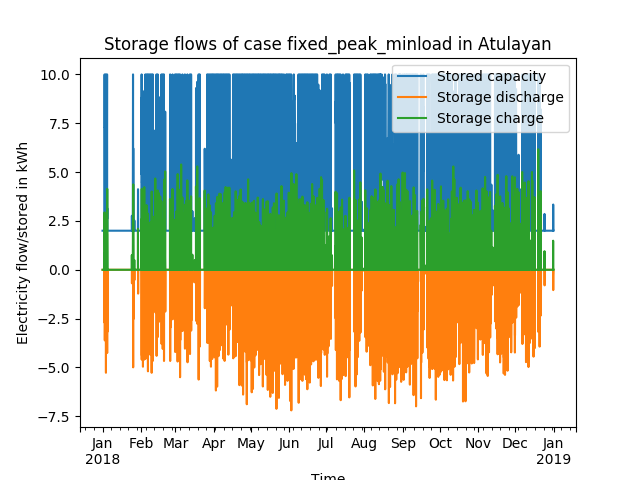 Storage flows of case fixed_peak_minload in Atulayan
Stored capacity
Storage discharge
Storage charge
Electricity flow/stored in kWh
10.0
7.5
5.0
2.5
0.0
−2.5
−5.0
−7.5
Jan Feb Mar Apr May Jun Jul Aug Sep Oct Nov Dec Jan
2018 2019
Time